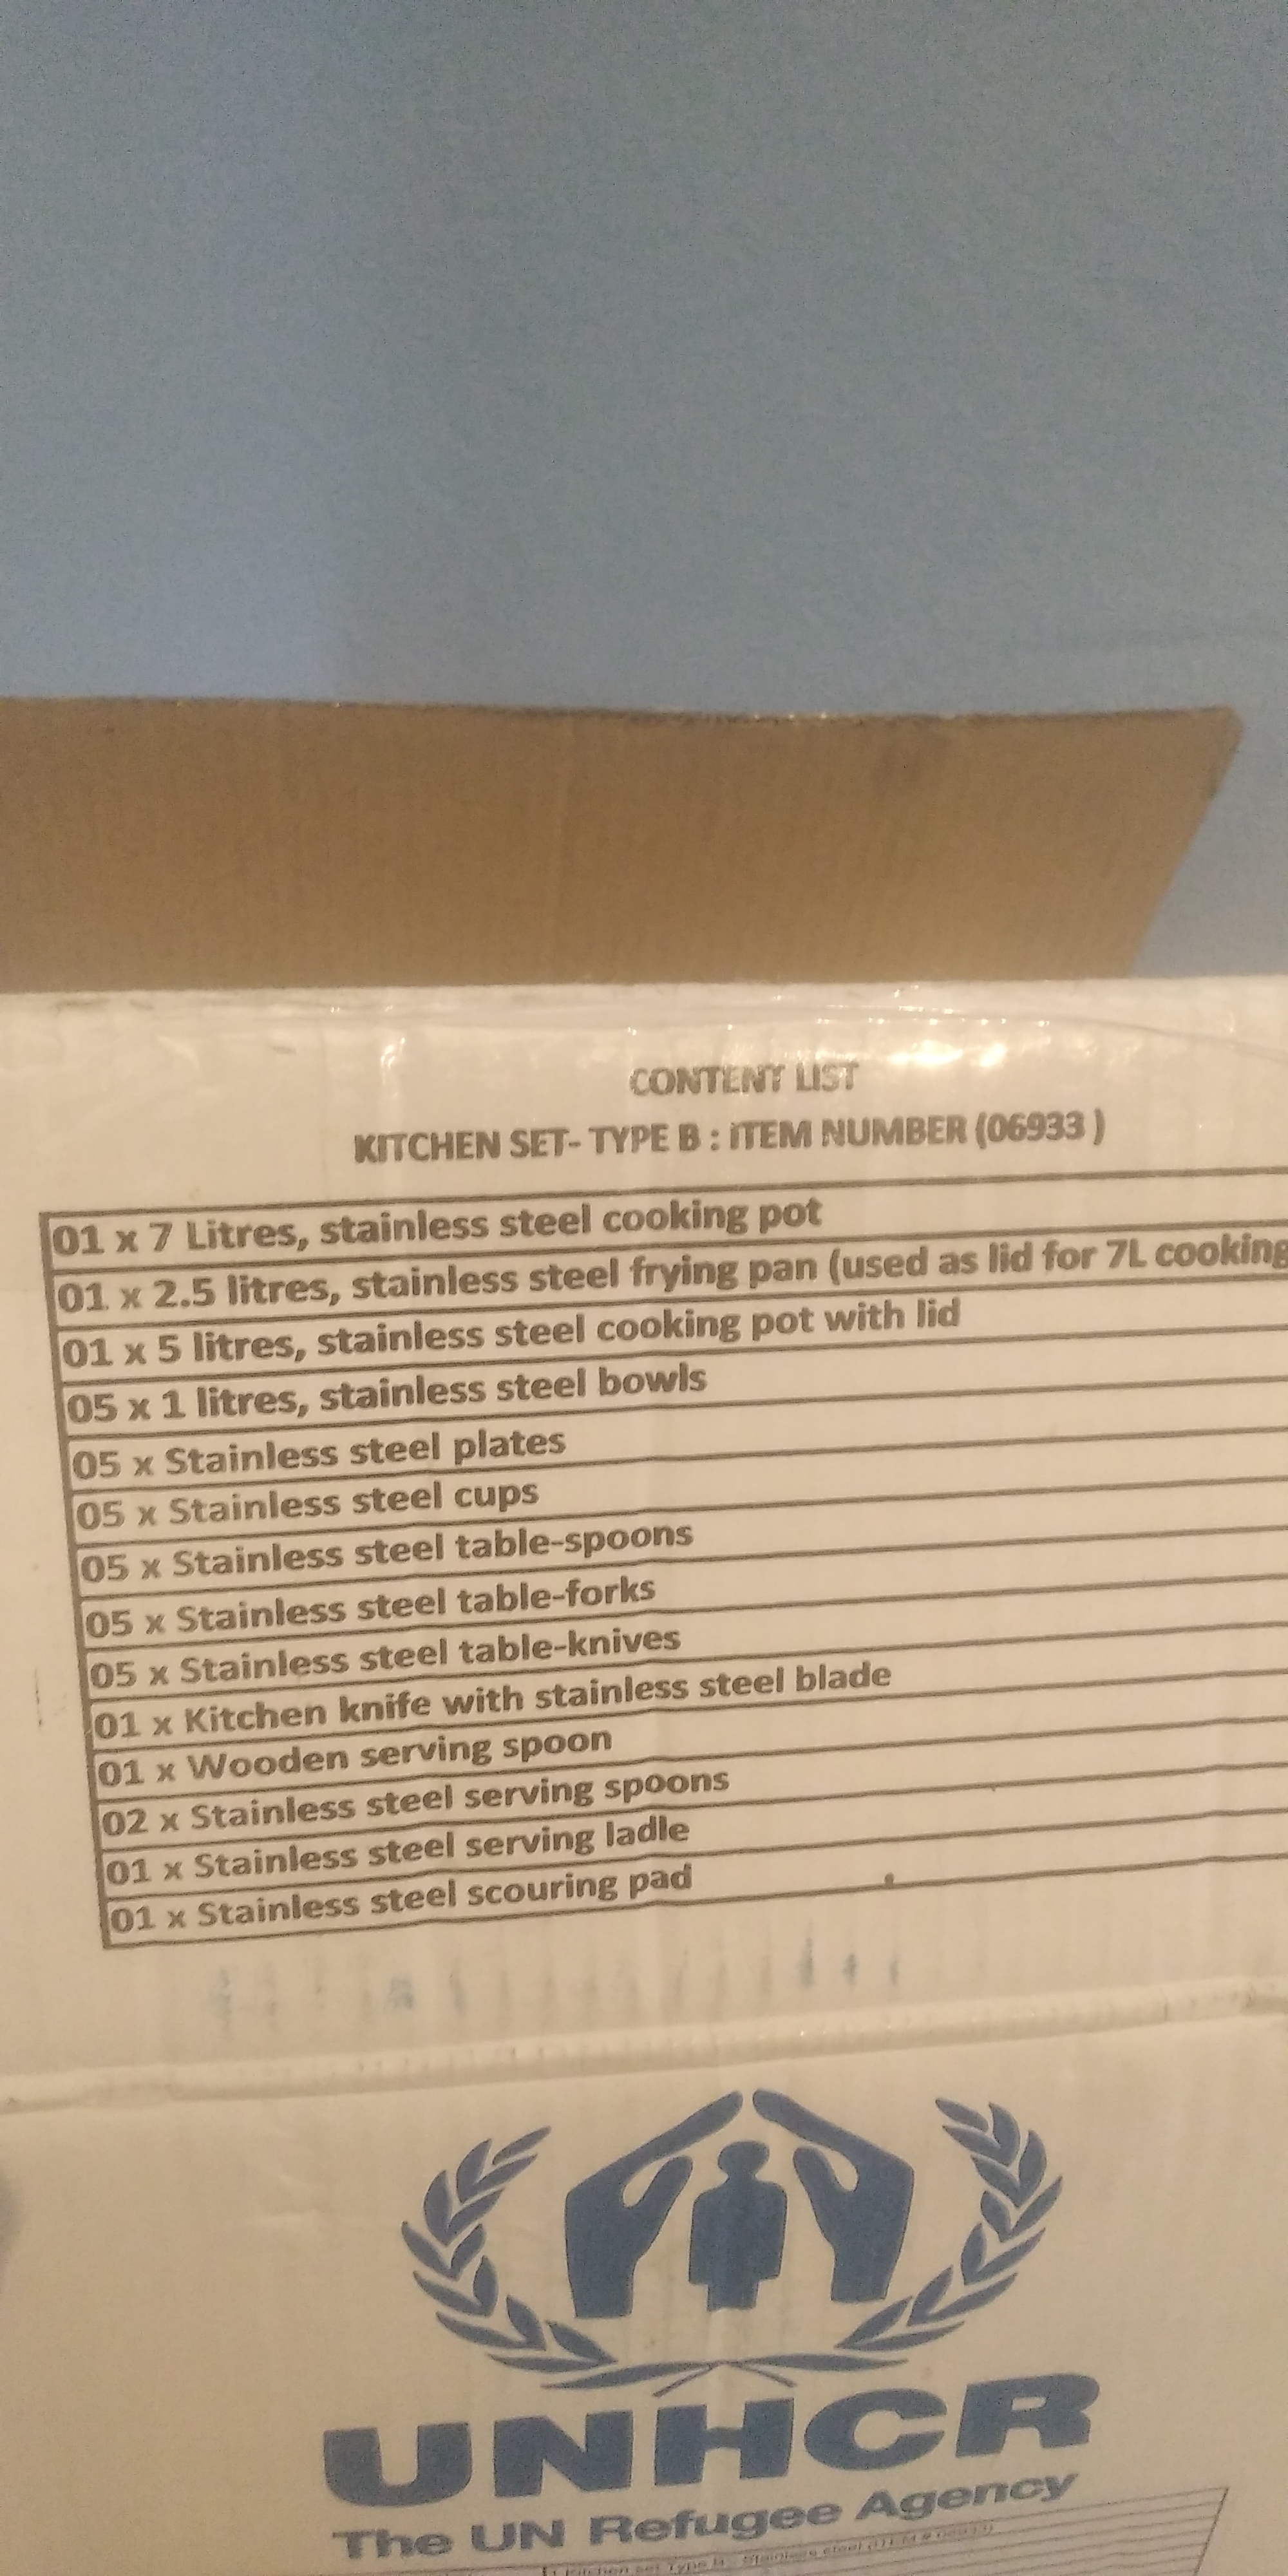 CONTENT LIST
KITCHEN SET- TYPE B : ITEM NUMBER (06933 )
01 x 7 Litres, stainless steel cooking pot
01 x 2.5 litres, stainless steel frying pan (used as lid for 7L cooking
01 x 5 litres, stainless steel cooking pot with lid
05 x 1 litres, stainless steel bowls
05 x Stainless steel plates
05 x Stainless steel cups
05 x Stainless steel table-spoons
05 x Stainless steel table-forks
05 x Stainless steel table-knives
01 x Kitchen knife with stainless steel blade
01 x Wooden serving spoon
02 x Stainless steel serving spoons
01 x Stainless steel serving ladle
01 x Stainless steel scouring pad
UNHCR
The UN Refugee Agency
Kitchen set Type B - Stainless steel